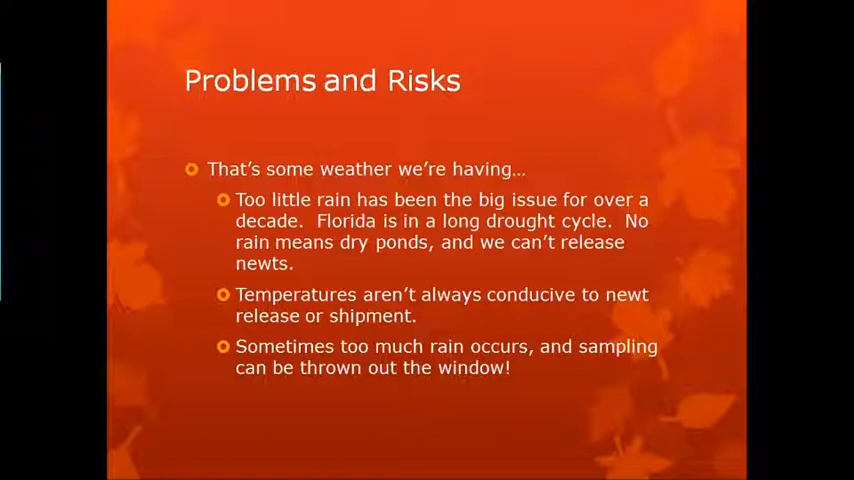 Problems and Risks
That's some weather we're having...
Too little rain has been the big issue for over a
decade.  Florida is in a long drought cycle.  No
rain means dry ponds, and we can't release
newts.
Temperatures aren't always conducive to newt
release or shipment.
Sometimes too much rain occurs, and sampling
can be thrown out the window!